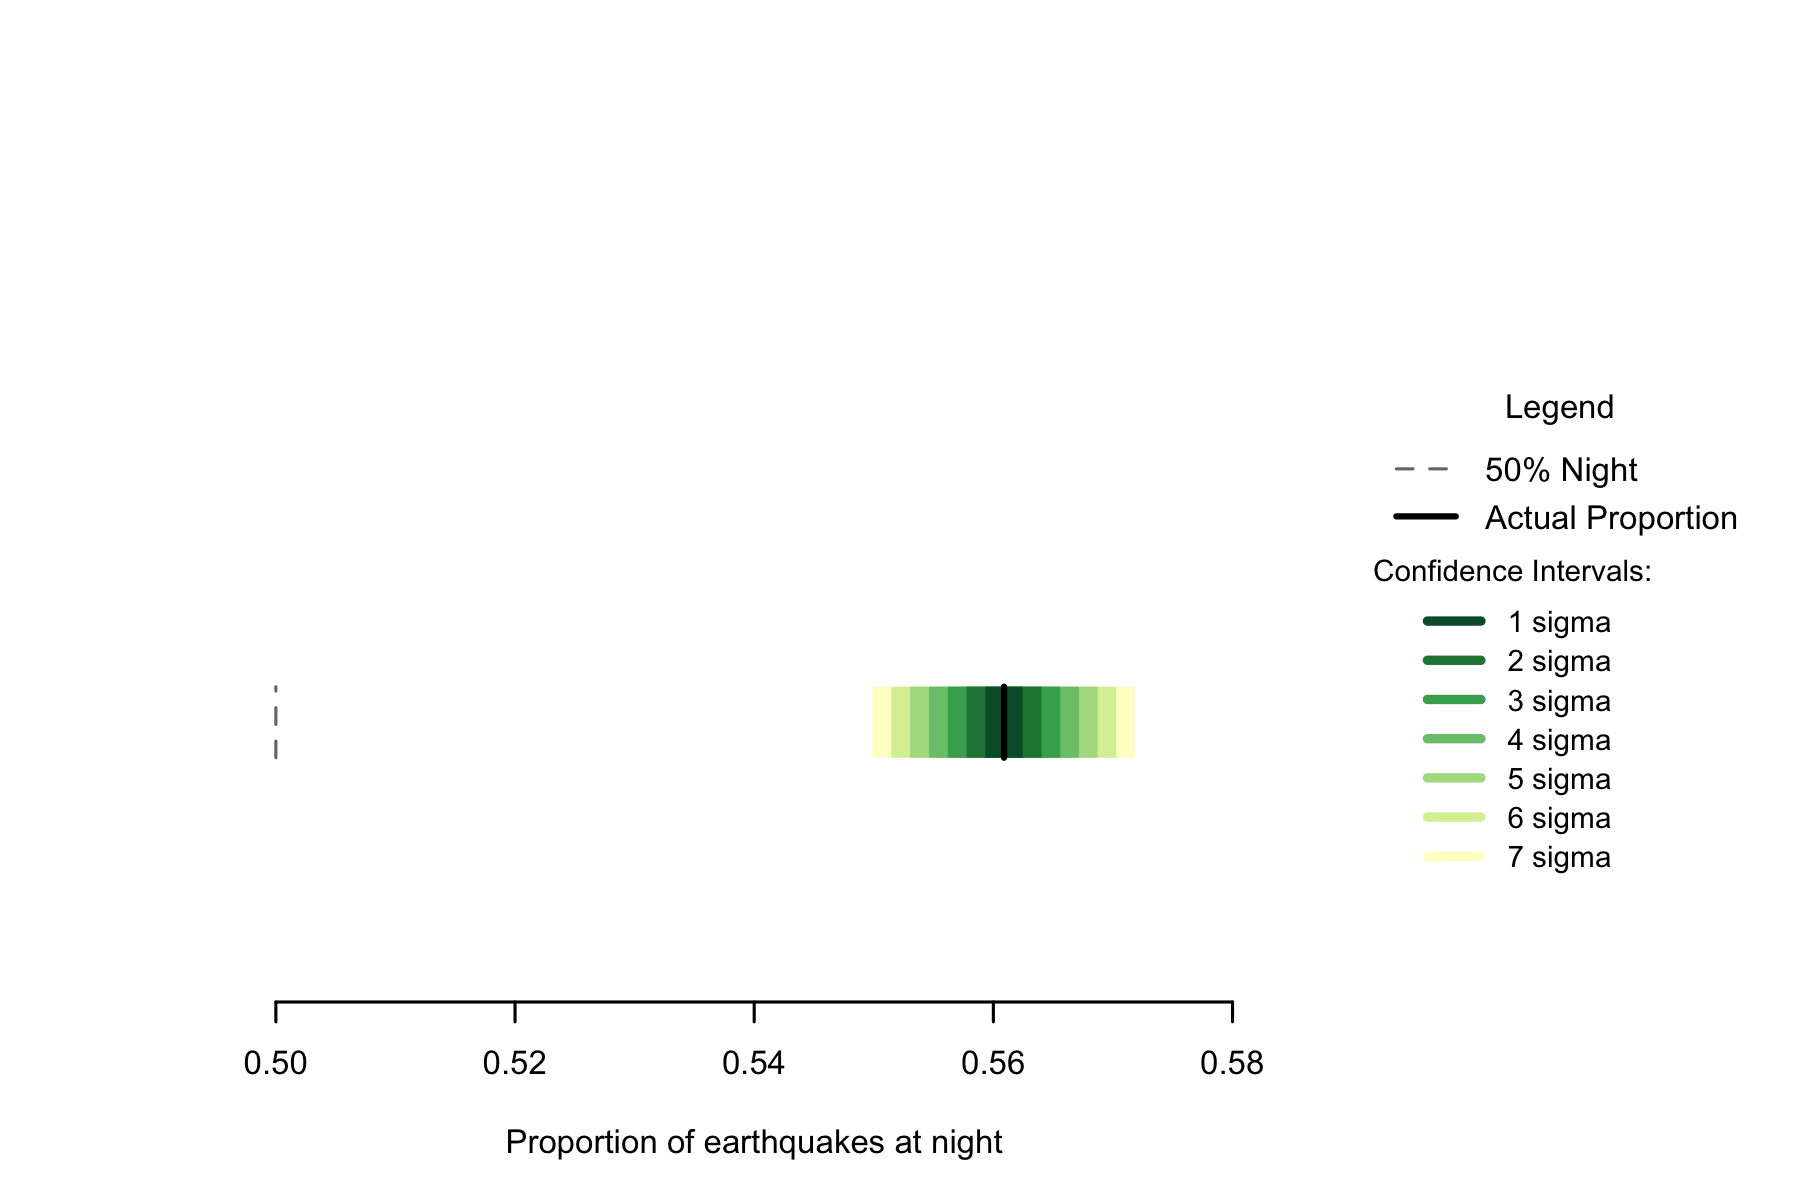 Legend
50% Night
Actual Proportion
Confidence Intervals:
1 sigma
2 sigma
3 sigma
4 sigma
5 sigma
6 sigma
7 sigma
0.50 0.52 0.54 0.56 0.58
Proportion of earthquakes at night